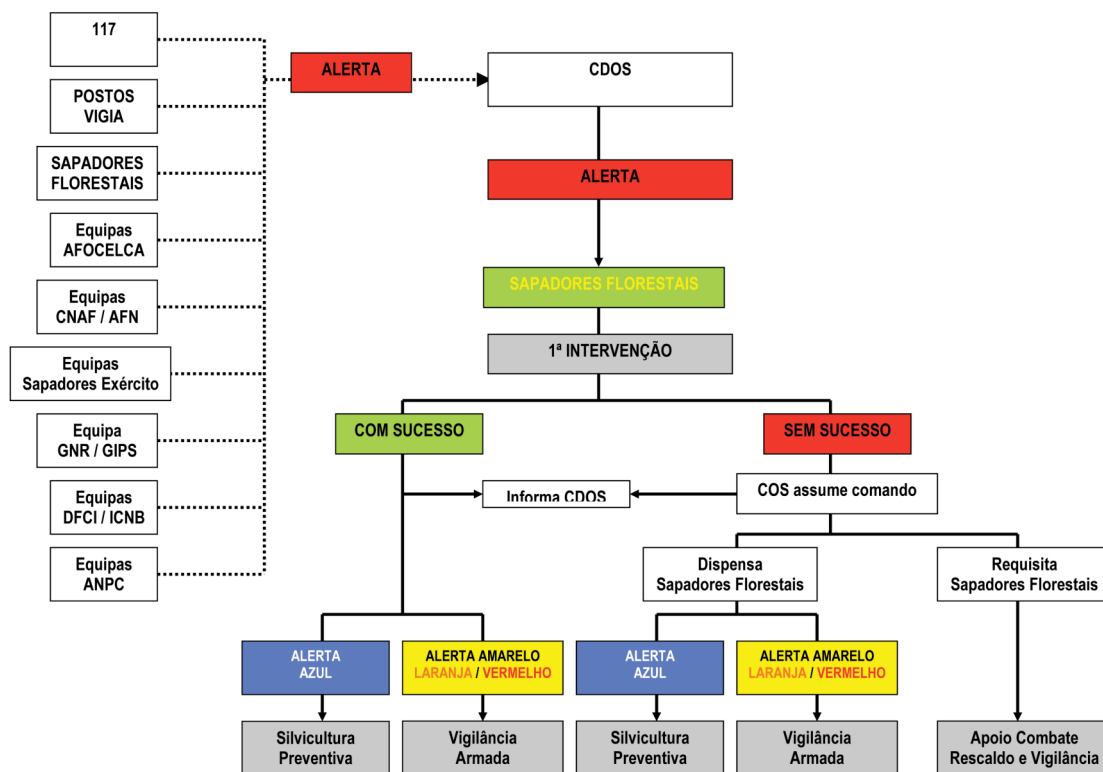 117
POSTOS
VIGIA
SAPADORES
FLORESTAIS
Equipas
AFOCELCA
Equipas
CNAF / AFN
Equipas
Sapadores Exército
Equipa
GNR / GIPS
Equipas
DFCI / ICNB
Equipas
ANPC
ALERTA
CDOS
ALERTA
SAPADORES FLORESTAIS
1ª INTERVENÇÃO
COM SUCESSO
SEM SUCESSO
Informa CDOS
COS assume comando
Dispensa
Sapadores Florestais
Requisita
Sapadores Florestais
ALERTA
AZUL
ALERTA AMARELO
LARANJA / VERMELHO
ALERTA
AZUL
ALERTA AMARELO
LARANJA / VERMELHO
Silvicultura
Preventiva
Vigilância
Armada
Silvicultura
Preventiva
Vigilância
Armada
Apoio Combate
Rescaldo e Vigilância